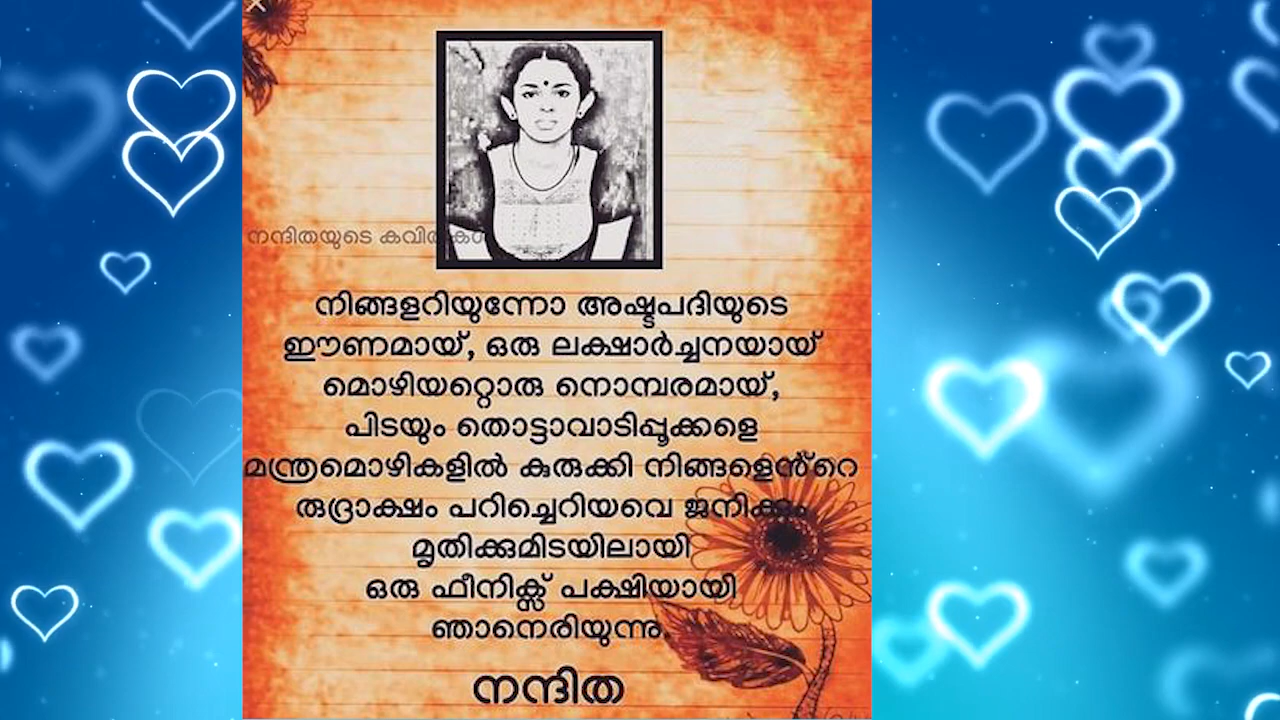 നന്ദിതയുടെ കവിതകൾ
നിങ്ങളറിയുന്നോ അഷ്ടപദിയുടെ
ഈണമായ്, ഒരു ലക്ഷാർച്ചനയായ്
മൊഴിയറ്റൊരു നൊമ്പരമായ്,
പിടയും തൊട്ടാവാടിപ്പൂക്കളെ
മന്ത്രമൊഴികളിൽ കുരുക്കി നിങ്ങളെൻ്റെ
രുദ്രാക്ഷം പറിച്ചെറിയവെ ജനിക്കും
മൃതിക്കുമിടയിലായി
ഒരു ഫീനിക്സ് പക്ഷിയായി
ഞാനെരിയുന്നു.
നന്ദിത